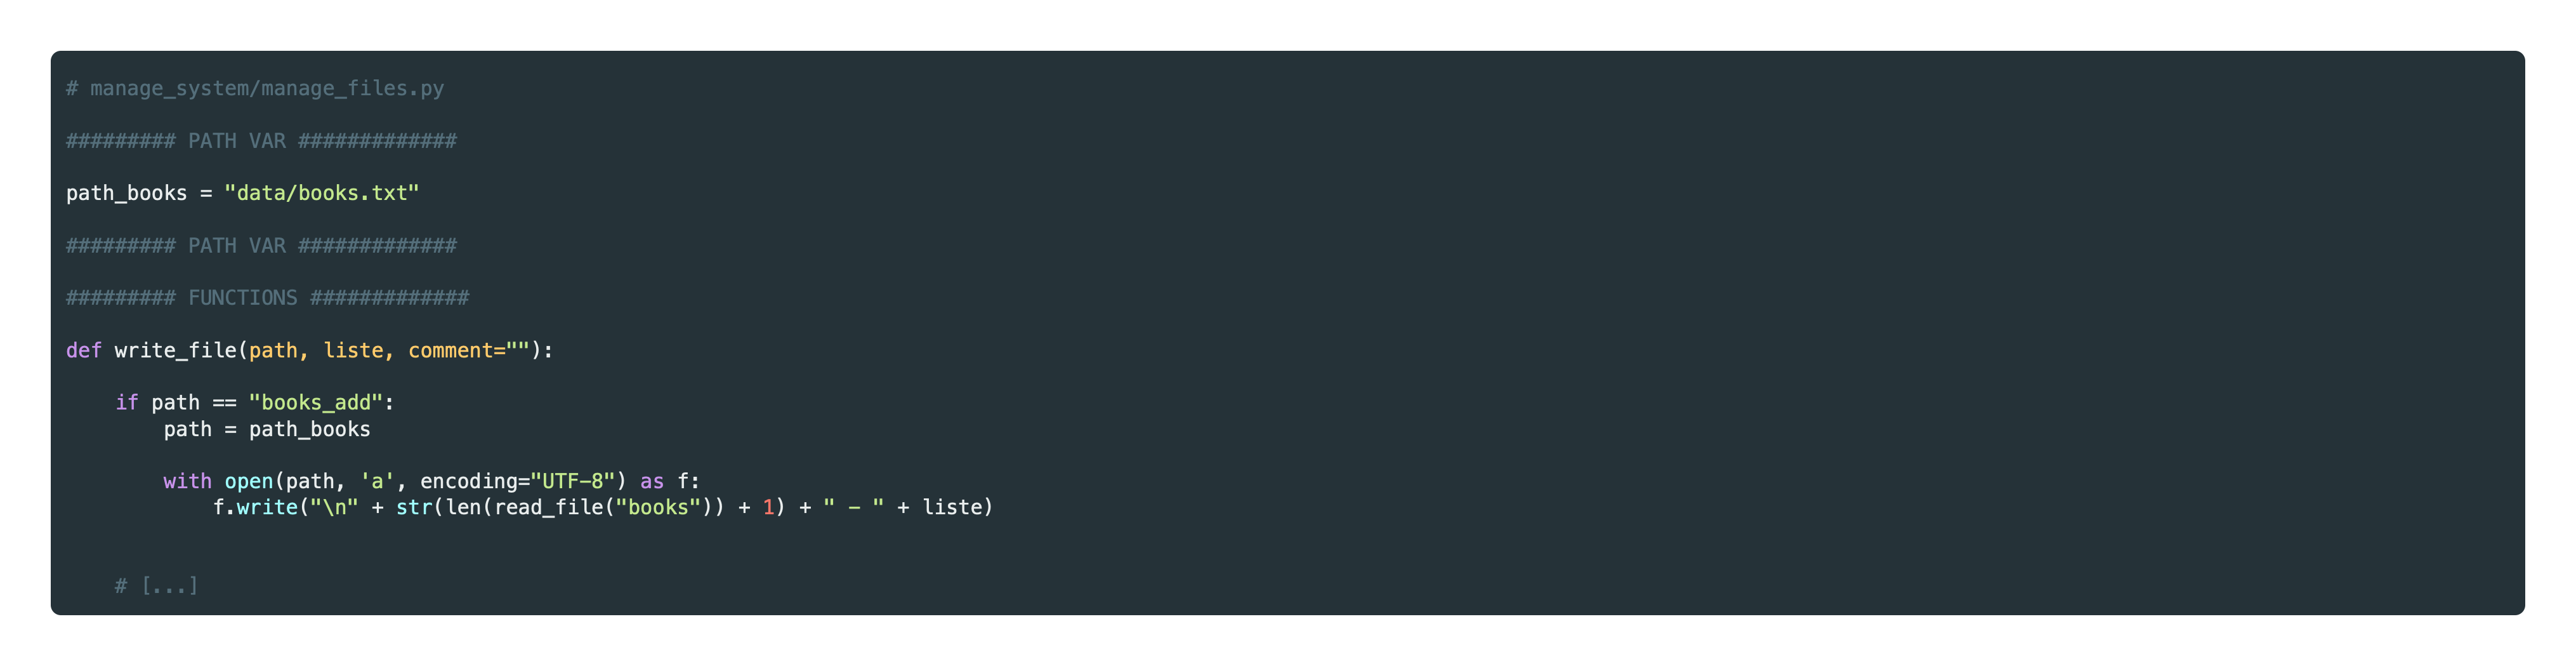 # manage_system/manage_files.py
######### PATH VAR #############
path_books = "data/books.txt"
######### PATH VAR #############
######### FUNCTIONS #############
def write_file(path, liste, comment=""):
    if path == "books_add":
        path = path_books
        with open(path, 'a', encoding="UTF-8") as f:
            f.write("\n" + str(len(read_file("books")) + 1) + " - " + liste)
    # [...]